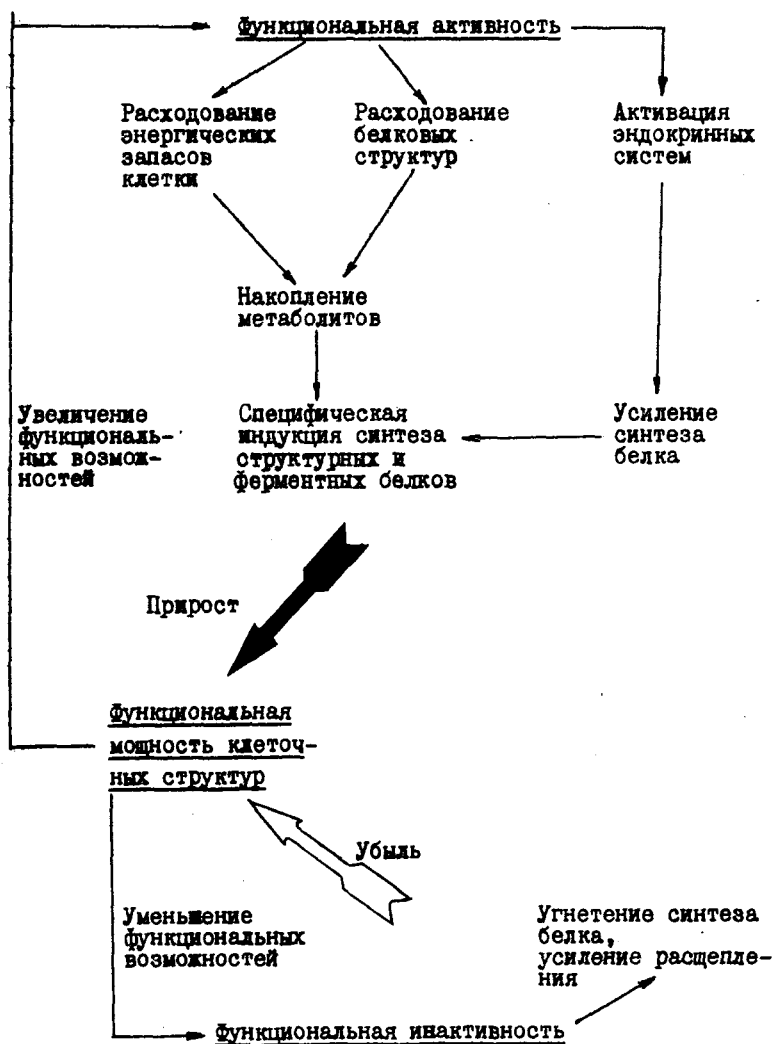 Функциональная активность
Расходование
энергических
запасов
клетки
Расходование
белковых
структур
Активация
эндокринных
систем
Накопление
метаболитов
Увеличение
функциональ-
ных возмож-
ностей
Специфическая
индукция синтеза
структурных и
ферментных белков
Усиление
синтеза
белка
Прирост
Функциональная
мощность клеточ-
ных структур
Убыль
Уменьшение
функциональных
возможностей
Угнетение синтеза
белка,
усиление расщепле-
ния
Функциональная инактивность